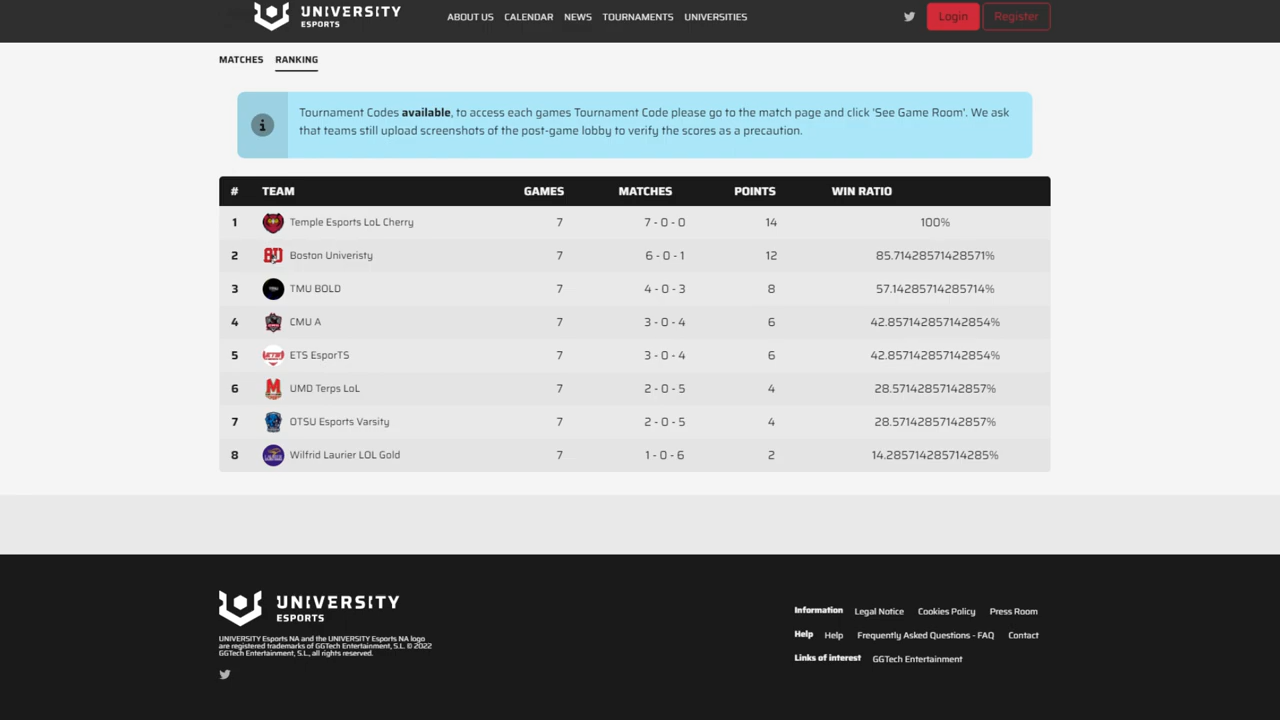 UNIVERSITY
ESPORTS
ABOUT US CALENDAR NEWS TOURNAMENTS UNIVERSITIES
Login Register
MATCHES RANKING
Tournament Codes available, to access each games Tournament Code please go to the match page and click 'See Game Room'. We ask
that teams still upload screenshots of the post-game lobby to verify the scores as a precaution.
# TEAM GAMES MATCHES POINTS WIN RATIO
1 Temple Esports LoL Cherry 7 7 - 0 - 0 14 100%
2 Boston Univeristy 7 6 - 0 - 1 12 85.71428571428571%
3 TMU BOLD 7 4 - 0 - 3 8 57.14285714285714%
4 CMU A 7 3 - 0 - 4 6 42.857142857142854%
5 ETS EsporTS 7 3 - 0 - 4 6 42.857142857142854%
6 UMD Terps LoL 7 2 - 0 - 5 4 28.57142857142857%
7 OTSU Esports Varsity 7 2 - 0 - 5 4 28.57142857142857%
8 Wilfrid Laurier LOL Gold 7 1 - 0 - 6 2 14.285714285714285%
UNIVERSITY
ESPORTS
UNIVERSITY Esports NA and the UNIVERSITY Esports NA logo
are registered trademarks of GGTech Entertainment, S.L. © 2022
GGTech Entertainment, S.L., all rights reserved.
Information Legal Notice Cookies Policy Press Room
Help Help Frequently Asked Questions - FAQ Contact
Links of interest GGTech Entertainment